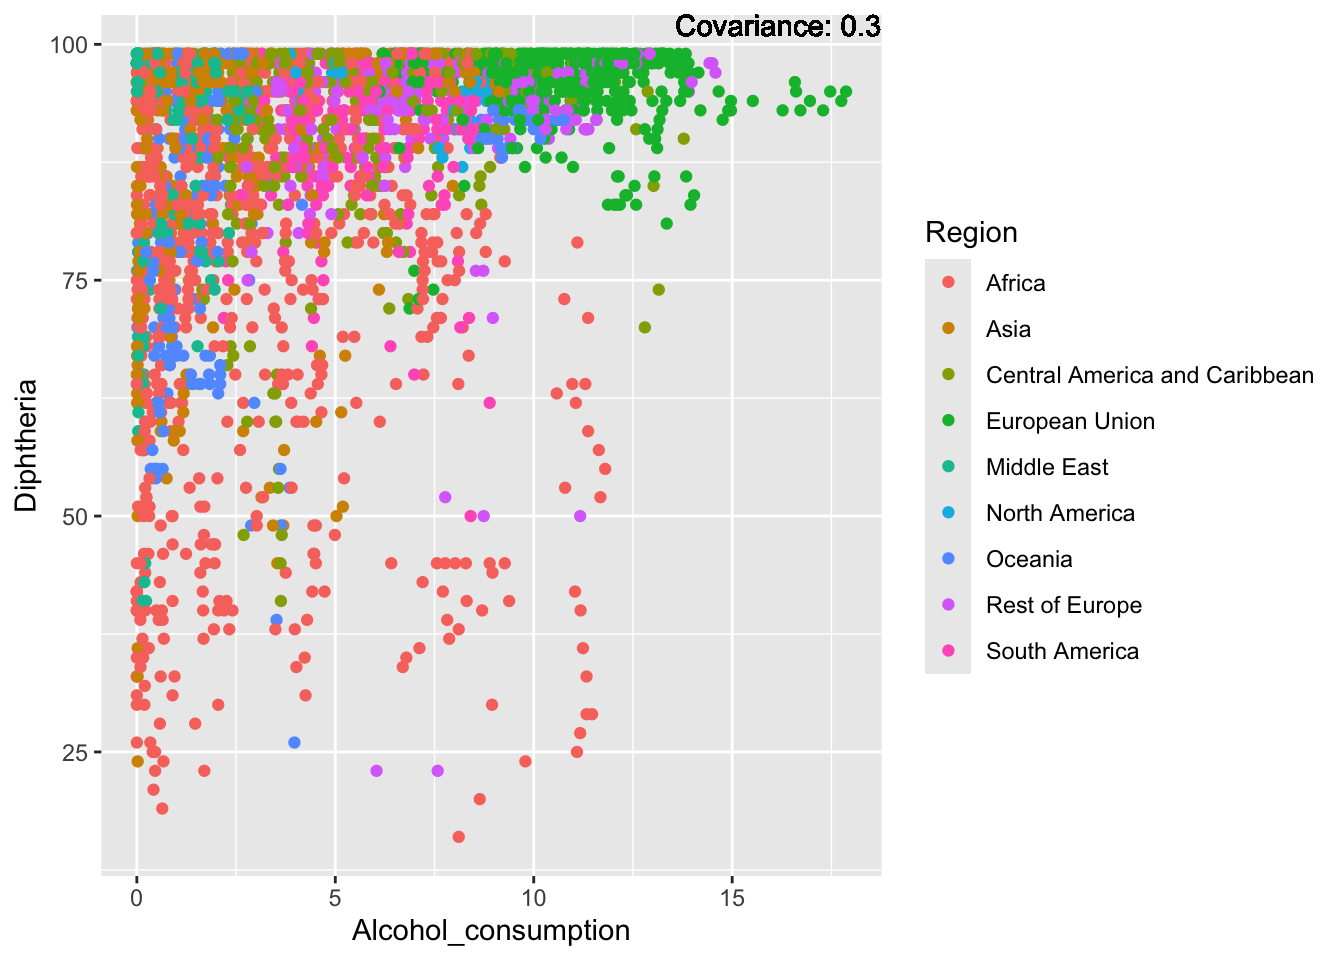 Covariance: 0.3
100
75
50
25
Diphtheria
0
5
10
15
Alcohol_consumption
Region
Africa
Asia
Central America and Caribbean
European Union
Middle East
North America
Oceania
Rest of Europe
South America